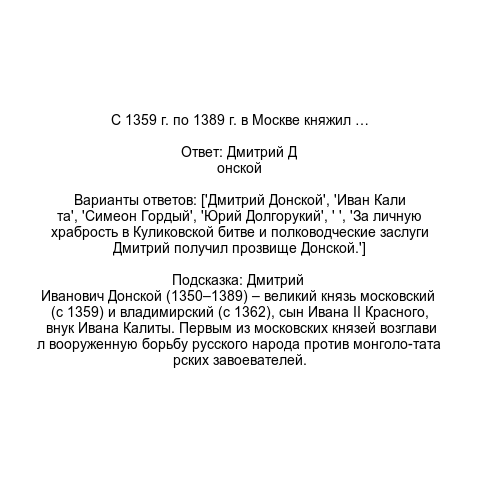 С 1359 г. по 1389 г. в Москве княжил …
Ответ: Дмитрий Д
онской
Варианты ответов: ['Дмитрий Донской', 'Иван Кали
та', 'Симеон Гордый', 'Юрий Долгорукий', ' ', 'За личную
храбрость в Куликовской битве и полководческие заслуги
Дмитрий получил прозвище Донской.']
Подсказка: Дмитрий
Иванович Донской (1350–1389) – великий князь московский
(с 1359) и владимирский (с 1362), сын Ивана II Красного,
внук Ивана Калиты. Первым из московских князей возглави
л вооруженную борьбу русского народа против монголо-тата
рских завоевателей.